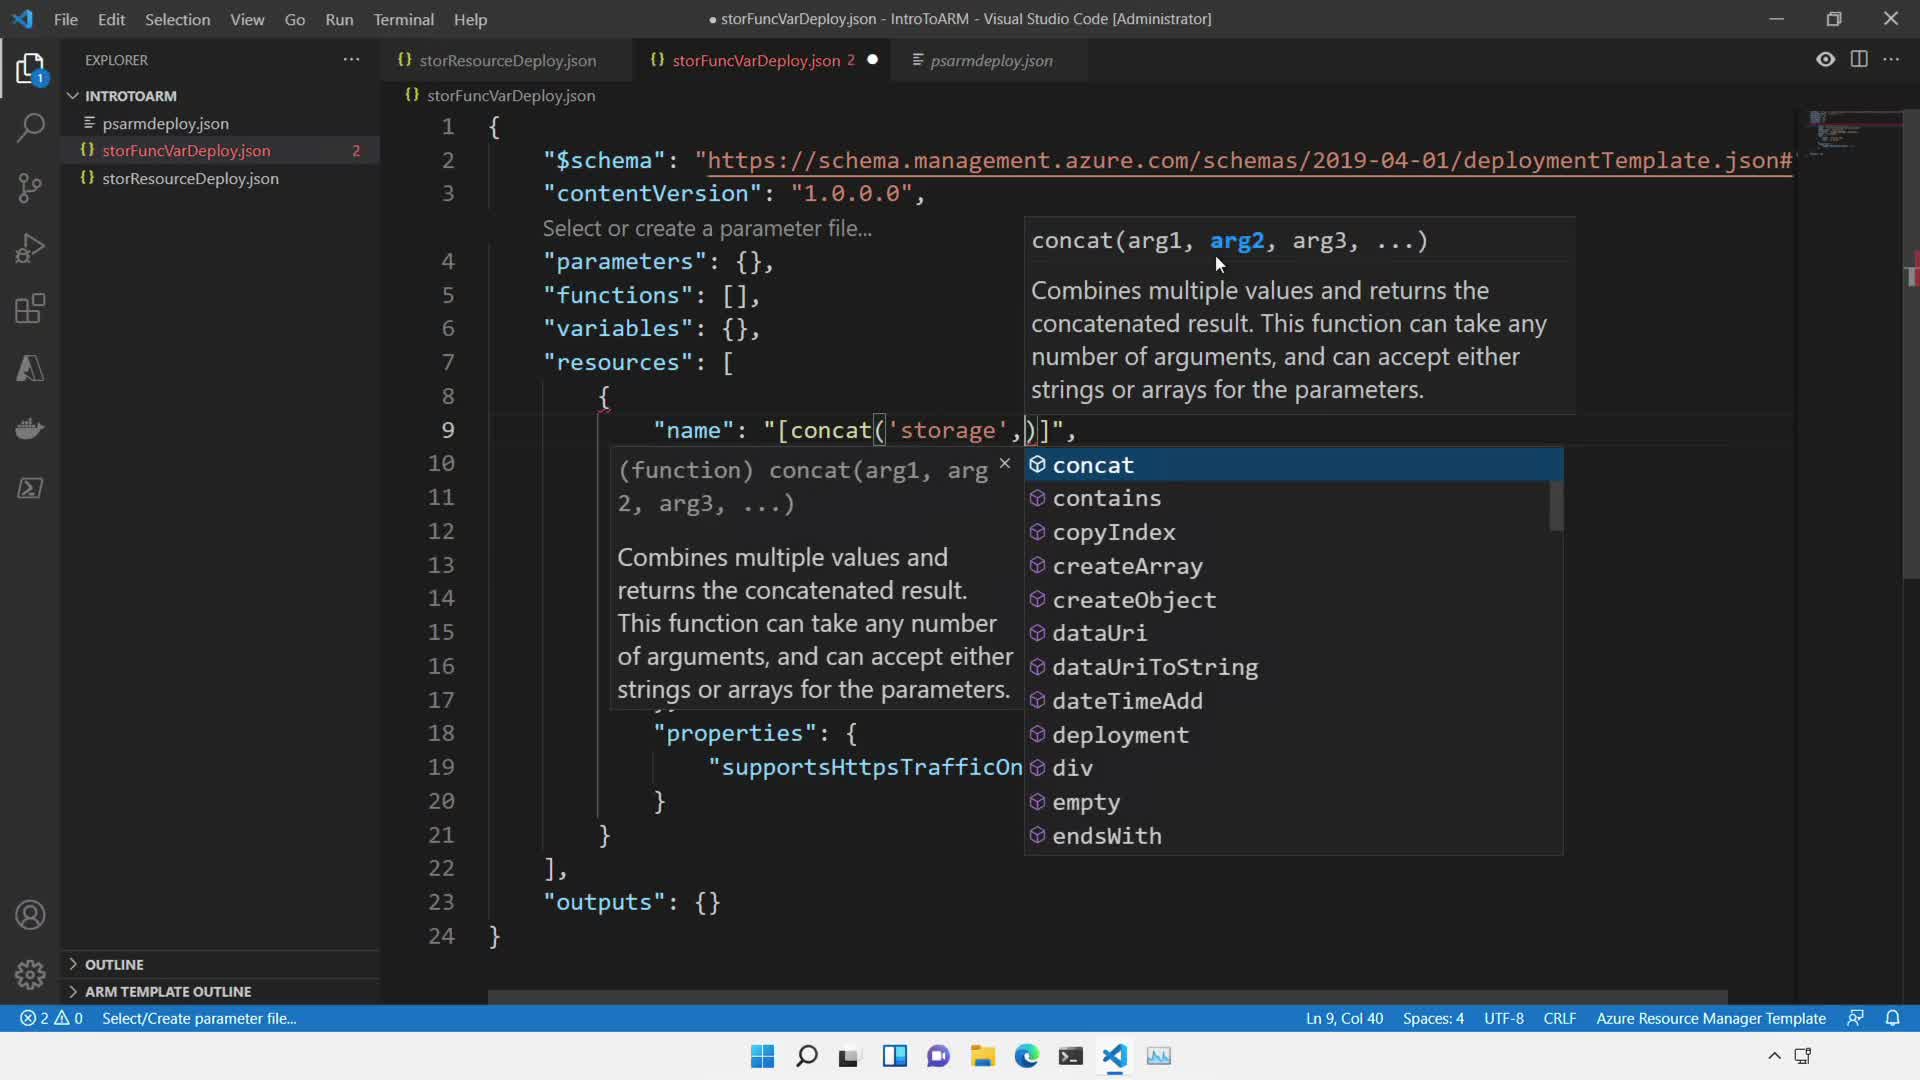 File Edit Selection View Go Run Terminal Help
● storFuncVarDeploy.json - IntroToARM - Visual Studio Code [Administrator]
EXPLORER
1
INTROTOARM
psarmdeploy.json
{} storFuncVarDeploy.json 2
{} storResourceDeploy.json
OUTLINE
ARM TEMPLATE OUTLINE
{} storResourceDeploy.json
{} storFuncVarDeploy.json 2 ●
psarmdeploy.json
{} storFuncVarDeploy.json
1 {
2 "$schema": "https://schema.management.azure.com/schemas/2019-04-01/deploymentTemplate.json#
3 "contentVersion": "1.0.0.0",
Select or create a parameter file...
4 "parameters": {},
5 "functions": [],
6 "variables": {},
7 "resources": [
8 {
9 "name": "[concat('storage',)]",
10
11
12
13
14
15
16
17
18 "properties": {
19 "supportsHttpsTrafficOn
20 }
21 }
22 ],
23 "outputs": {}
24 }
concat(arg1, arg2, arg3, ...)
Combines multiple values and returns the
concatenated result. This function can take any
number of arguments, and can accept either
strings or arrays for the parameters.
(function) concat(arg1, arg
2, arg3, ...)
Combines multiple values and
returns the concatenated result.
This function can take any number
of arguments, and can accept either
strings or arrays for the parameters.
concat
contains
copyIndex
createArray
createObject
dataUri
dataUriToString
dateTimeAdd
deployment
div
empty
endsWith
2 0 Select/Create parameter file...
Ln 9, Col 40 Spaces: 4 UTF-8 CRLF Azure Resource Manager Template